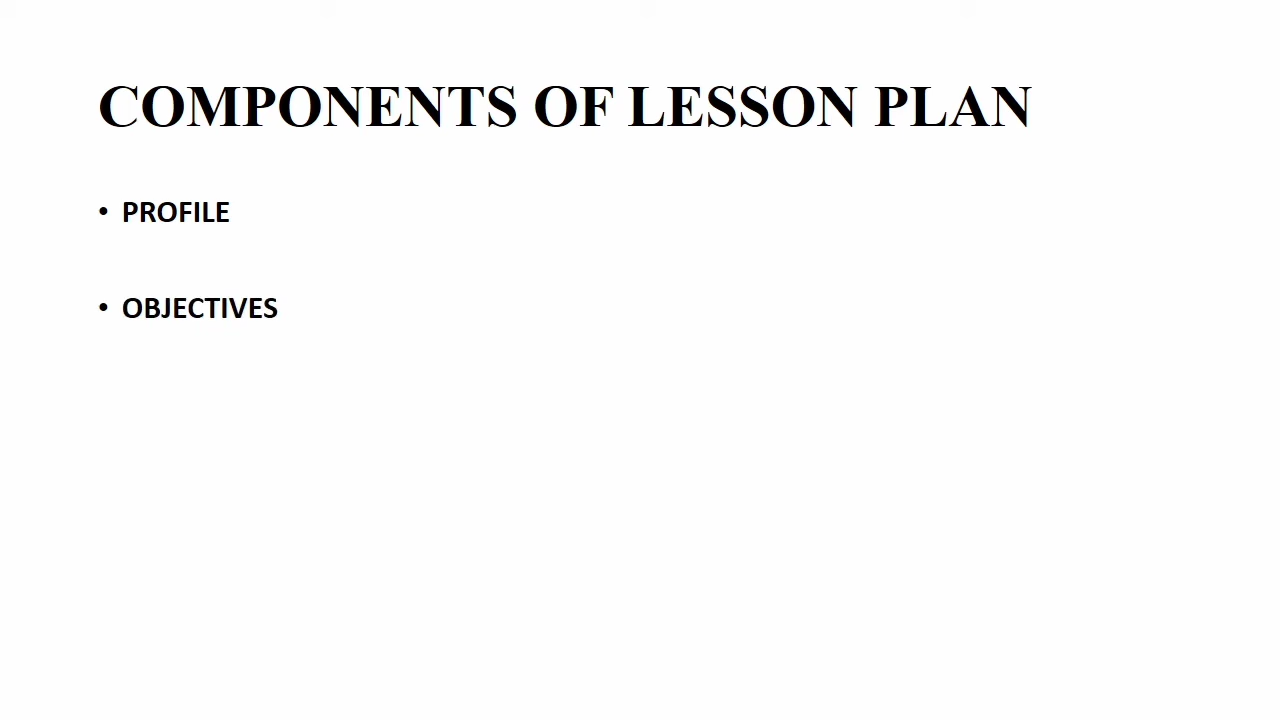 COMPONENTS OF LESSON PLAN
• PROFILE
• OBJECTIVES